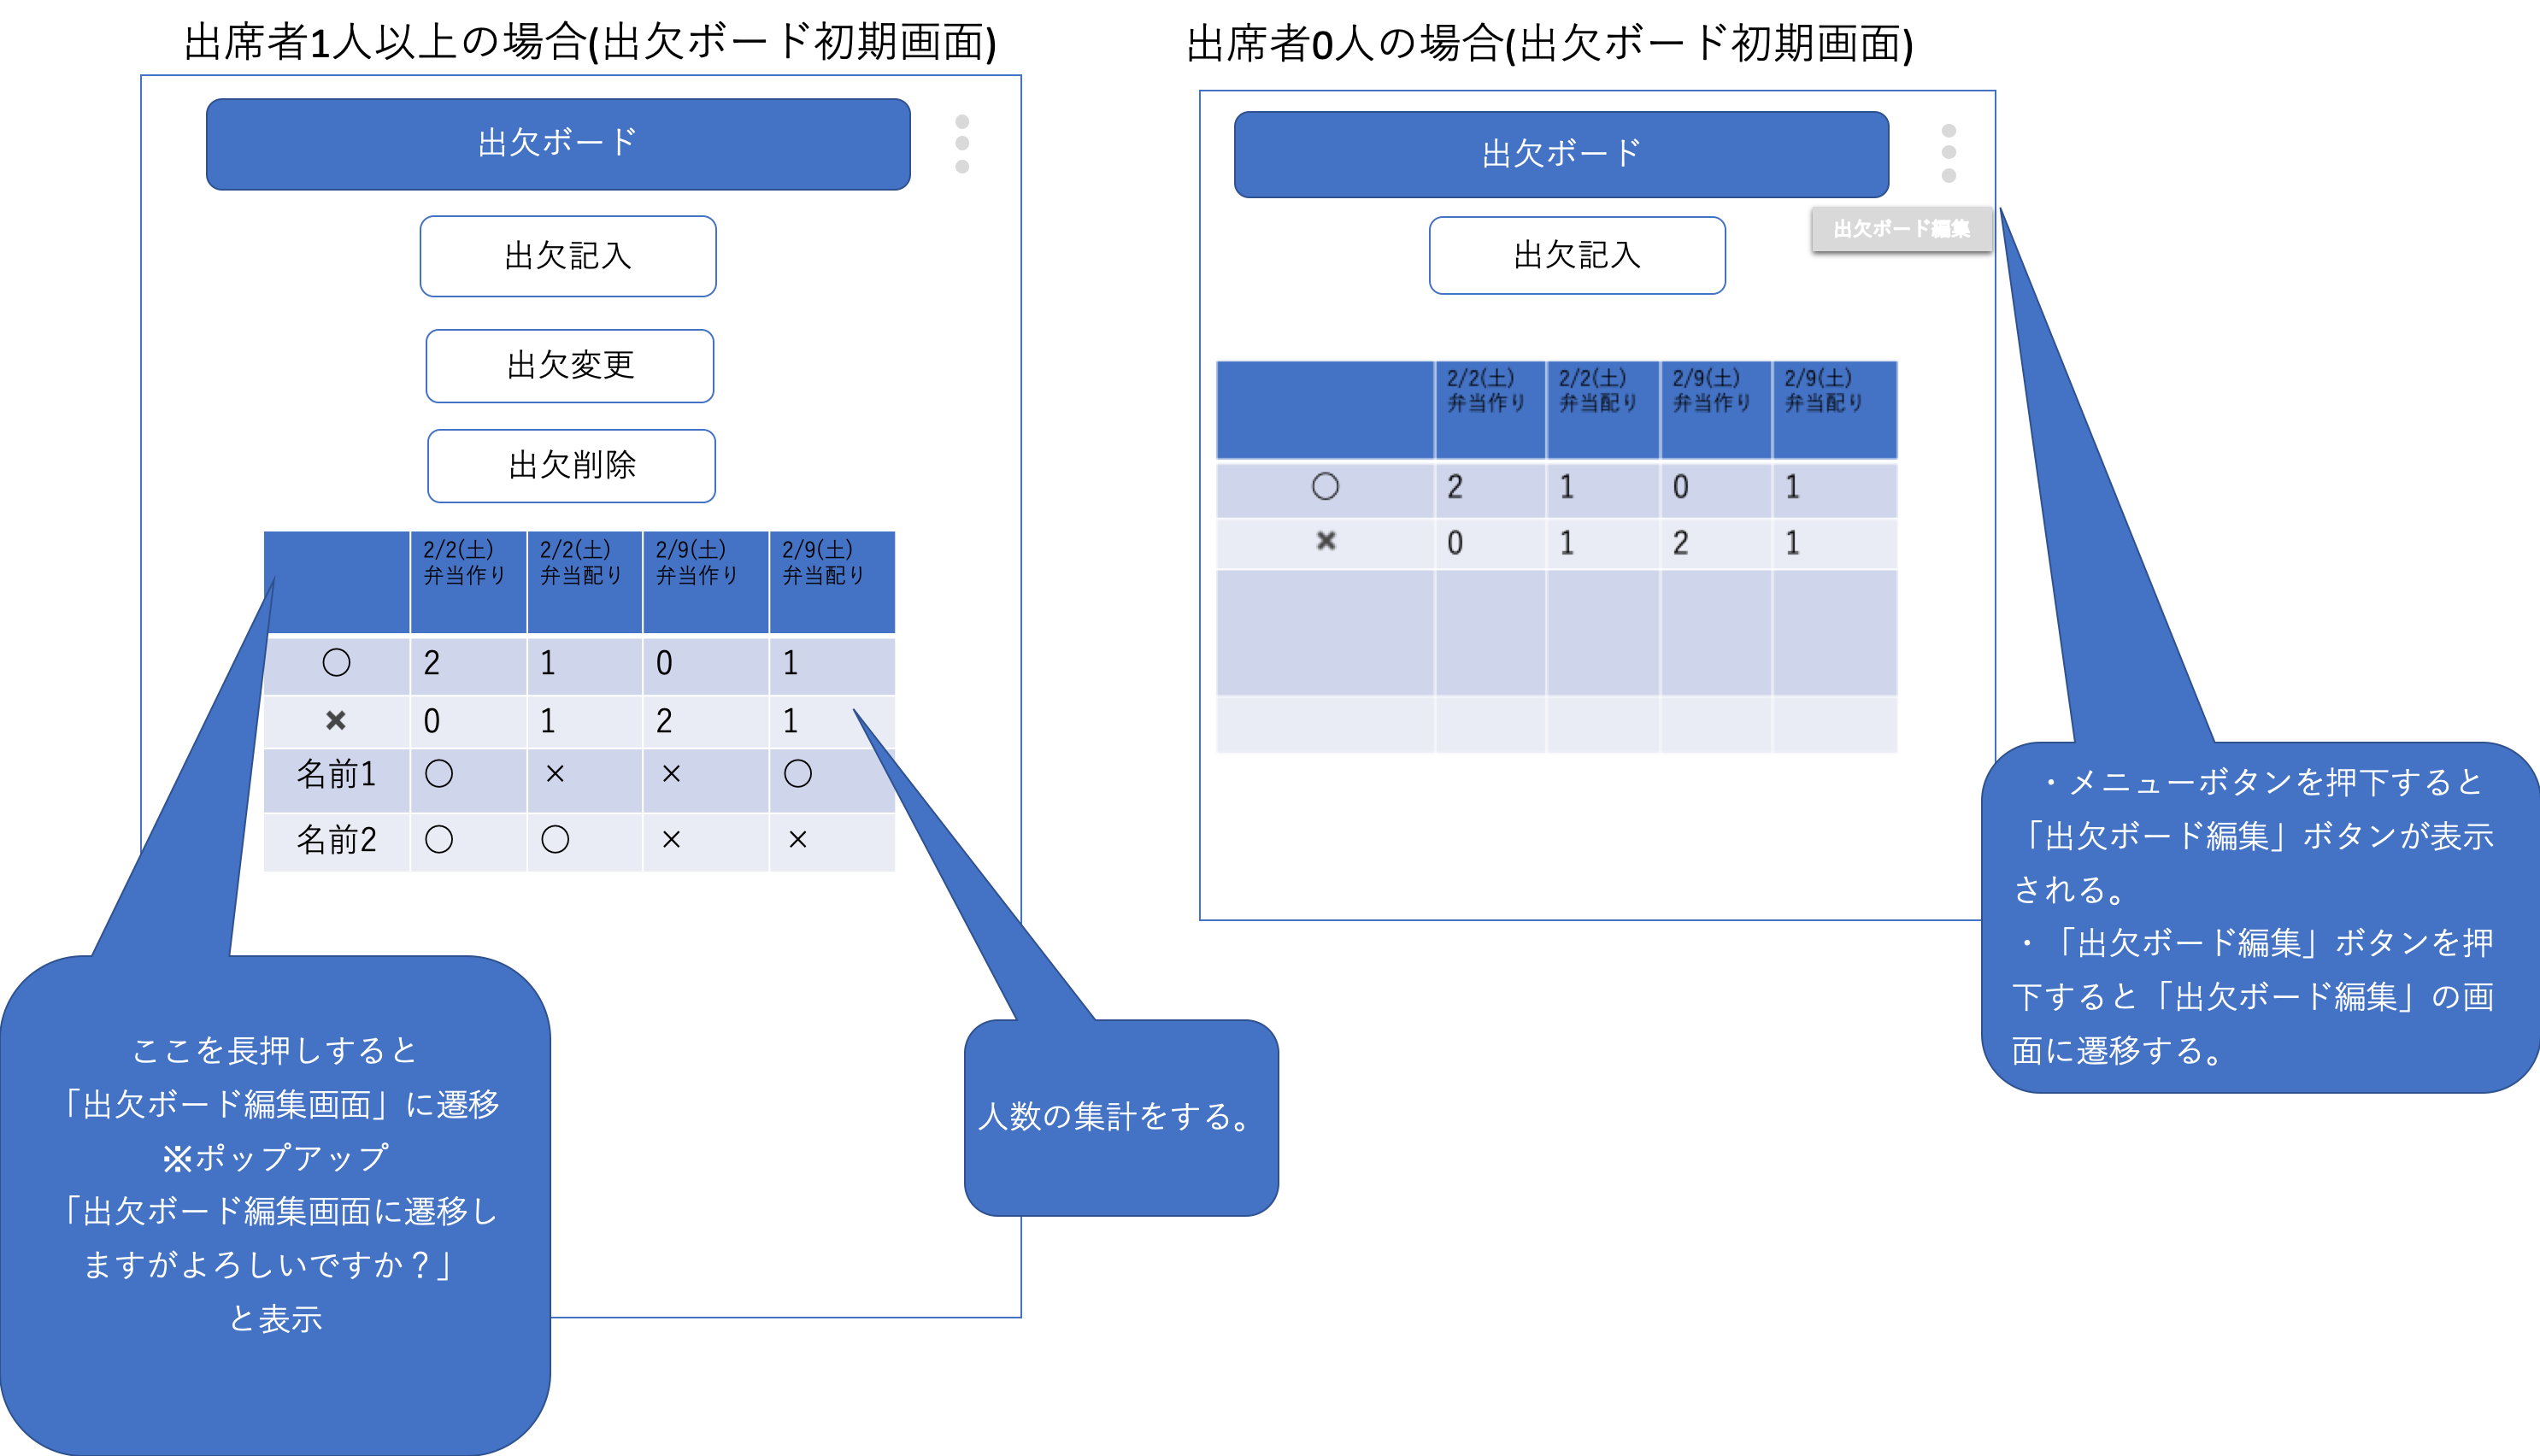 出席者1人以上の場合(出欠ボード初期画面)
出欠ボード
出欠記入
出欠変更
出欠削除
2/2(土) 2/2(土) 2/9(土) 2/9(土)
弁当作り 弁当配り 弁当作り 弁当配り
○ 2 1 0 1
× 0 1 2 1
名前1 ○ × × ○
名前2 ○ ○ × ×
ここを長押しすると
「出欠ボード編集画面」に遷移
※ポップアップ
「出欠ボード編集画面に遷移し
ますがよろしいですか？」
と表示
人数の集計をする。
出席者0人の場合(出欠ボード初期画面)
出欠ボード
出欠ボード編集
出欠記入
2/2(土) 2/2(土) 2/9(土) 2/9(土)
弁当作り 弁当配り 弁当作り 弁当配り
○ 2 1 0 1
× 0 1 2 1
・メニューボタンを押下すると
「出欠ボード編集」ボタンが表示
される。
・「出欠ボード編集」ボタンを押
下すると「出欠ボード編集」の画
面に遷移する。